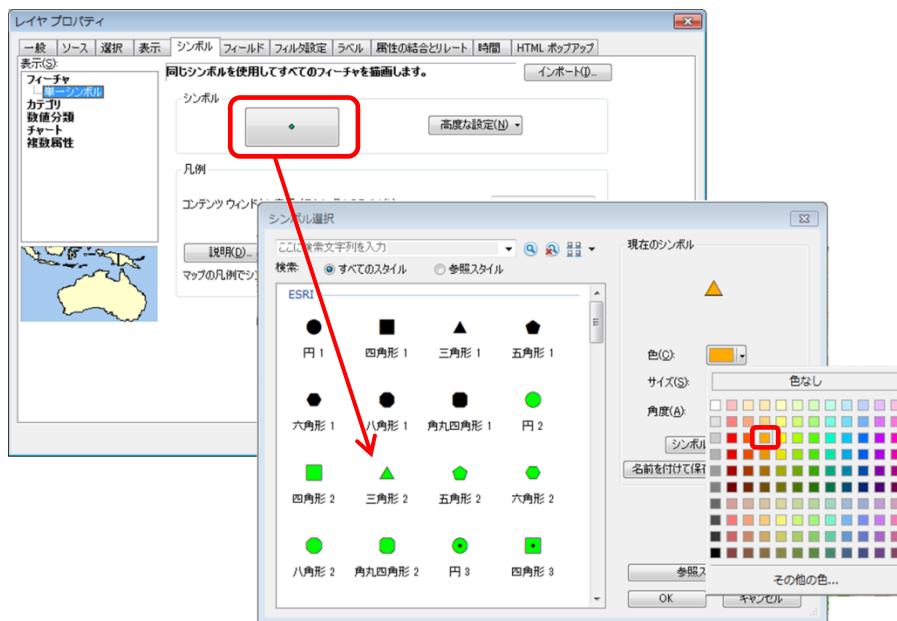 レイヤ プロパティ
一般 ソース 選択 表示 シンボル フィールド フィルタ設定 ラベル 属性の結合とリレート 時間 HTML ポップアップ
表示(S):
フィーチャ
単一シンボル
カテゴリ
数値分類
チャート
複数属性
同じシンボルを使用してすべてのフィーチャを描画します。
インポート(I)...
シンボル
高度な設定(N)
凡例
コンテンツ ウィンド
説明(D)...
マップの凡例でシ
シンボル選択
ここに検索文字列を入力
検索: すべてのスタイル 参照スタイル
ESRI
円 1 四角形 1 三角形 1 五角形 1
六角形 1 八角形 1 角丸四角形 1 円 2
四角形 2 三角形 2 五角形 2 六角形 2
八角形 2 角丸四角形 2 円 3 四角形 3
現在のシンボル
色(C):
サイズ(S):
角度(A):
シンボル
名前を付けて保存
参照ス
OK キャンセル
色なし
その他の色...